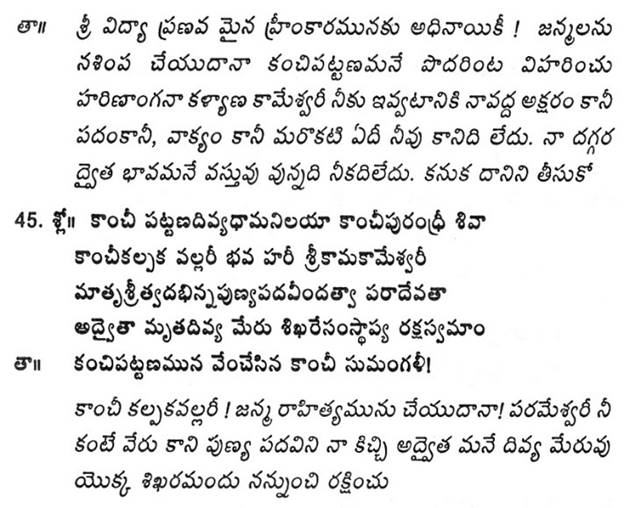 తా॥ శ్రీ విద్యా ప్రణవ మైన హ్రీంకారమునకు అధినాయికీ ! జన్మలను
నశింప చేయుదానా కంచిపట్టణమనే పొదరింట విహరించు
హరిణాంగనా కళ్యాణ కామేశ్వరీ నీకు ఇవ్వటానికి నావద్ద అక్షరం కానీ
పదంకానీ, వాక్యం కానీ మరొకటి ఏదీ నీవు కానిది లేదు. నా దగ్గర
ద్వైత భావమనే వస్తువు వున్నది నీకదిలేదు. కనుక దానిని తీసుకో
45. శ్లో॥ కాంచీ పట్టణదివ్యధామనిలయా కాంచీపురంధ్రీ శివా
కాంచీకల్పక వల్లరీ భవ హరీ శ్రీకామకామేశ్వరీ
మాతృశ్రీత్వదభిన్నపుణ్యపదవీందత్వా పరాదేవతా
అద్వైతా మృతదివ్య మేరు శిఖరేసంస్థాప్య రక్షస్వమాం
తా॥ కంచిపట్టణమున వేంచేసిన కాంచీ సుమంగళీ!
కాంచీ కల్పకవల్లరీ ! జన్మ రాహిత్యమును చేయుదానా! పరమేశ్వరీ నీ
కంటే వేరు కాని పుణ్య పదవిని నా కిచ్చి అద్వైత మనే దివ్య మేరువు
యొక్క శిఖరమందు నన్నుంచి రక్షించు